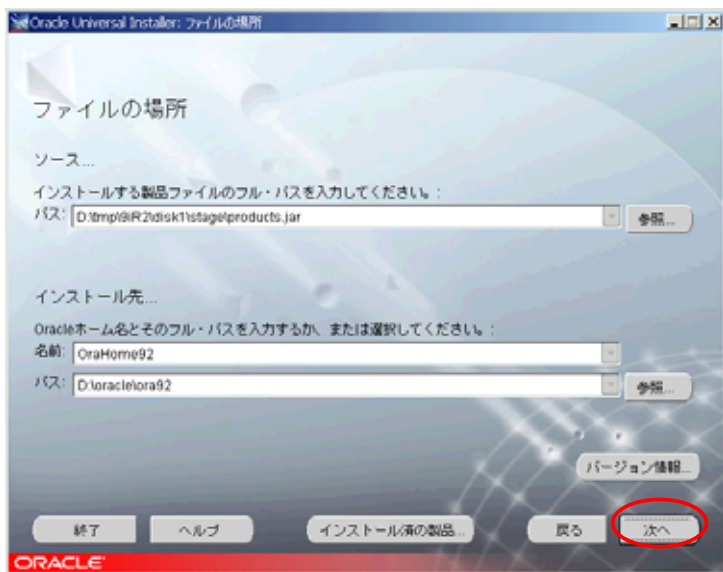 Oracle Universal Installer: ファイルの場所
ファイルの場所
ソース...
インストールする製品ファイルのフル・パスを入力してください。:
パス: D:\tmp\9iR2\disk1\stage\products.jar 参照...
インストール先...
Oracleホーム名とそのフル・パスを入力するか、または選択してください。:
名前: OraHome92
パス: D:\oracle\ora92 参照...
バージョン情報...
終了 ヘルプ インストール済の製品... 戻る 次へ
ORACLE